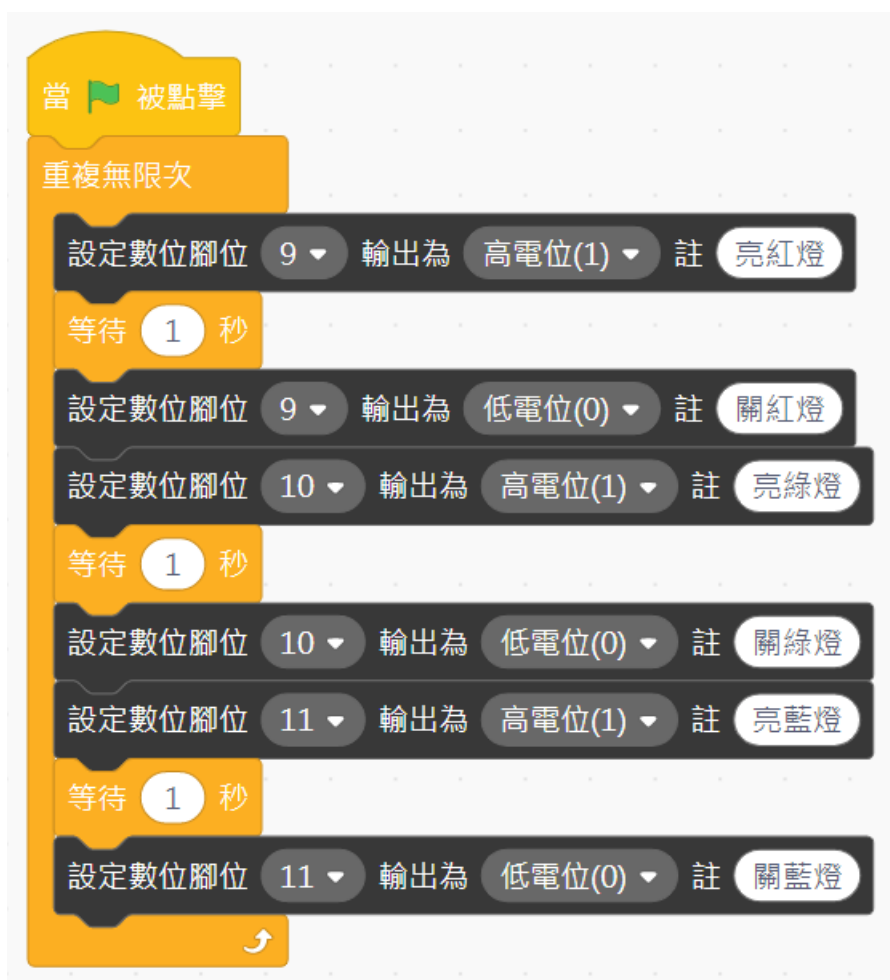 當 被點擊
重複無限次
設定數位腳位 9 輸出為 高電位(1) 註 亮紅燈
等待 1 秒
設定數位腳位 9 輸出為 低電位(0) 註 關紅燈
設定數位腳位 10 輸出為 高電位(1) 註 亮綠燈
等待 1 秒
設定數位腳位 10 輸出為 低電位(0) 註 關綠燈
設定數位腳位 11 輸出為 高電位(1) 註 亮藍燈
等待 1 秒
設定數位腳位 11 輸出為 低電位(0) 註 關藍燈